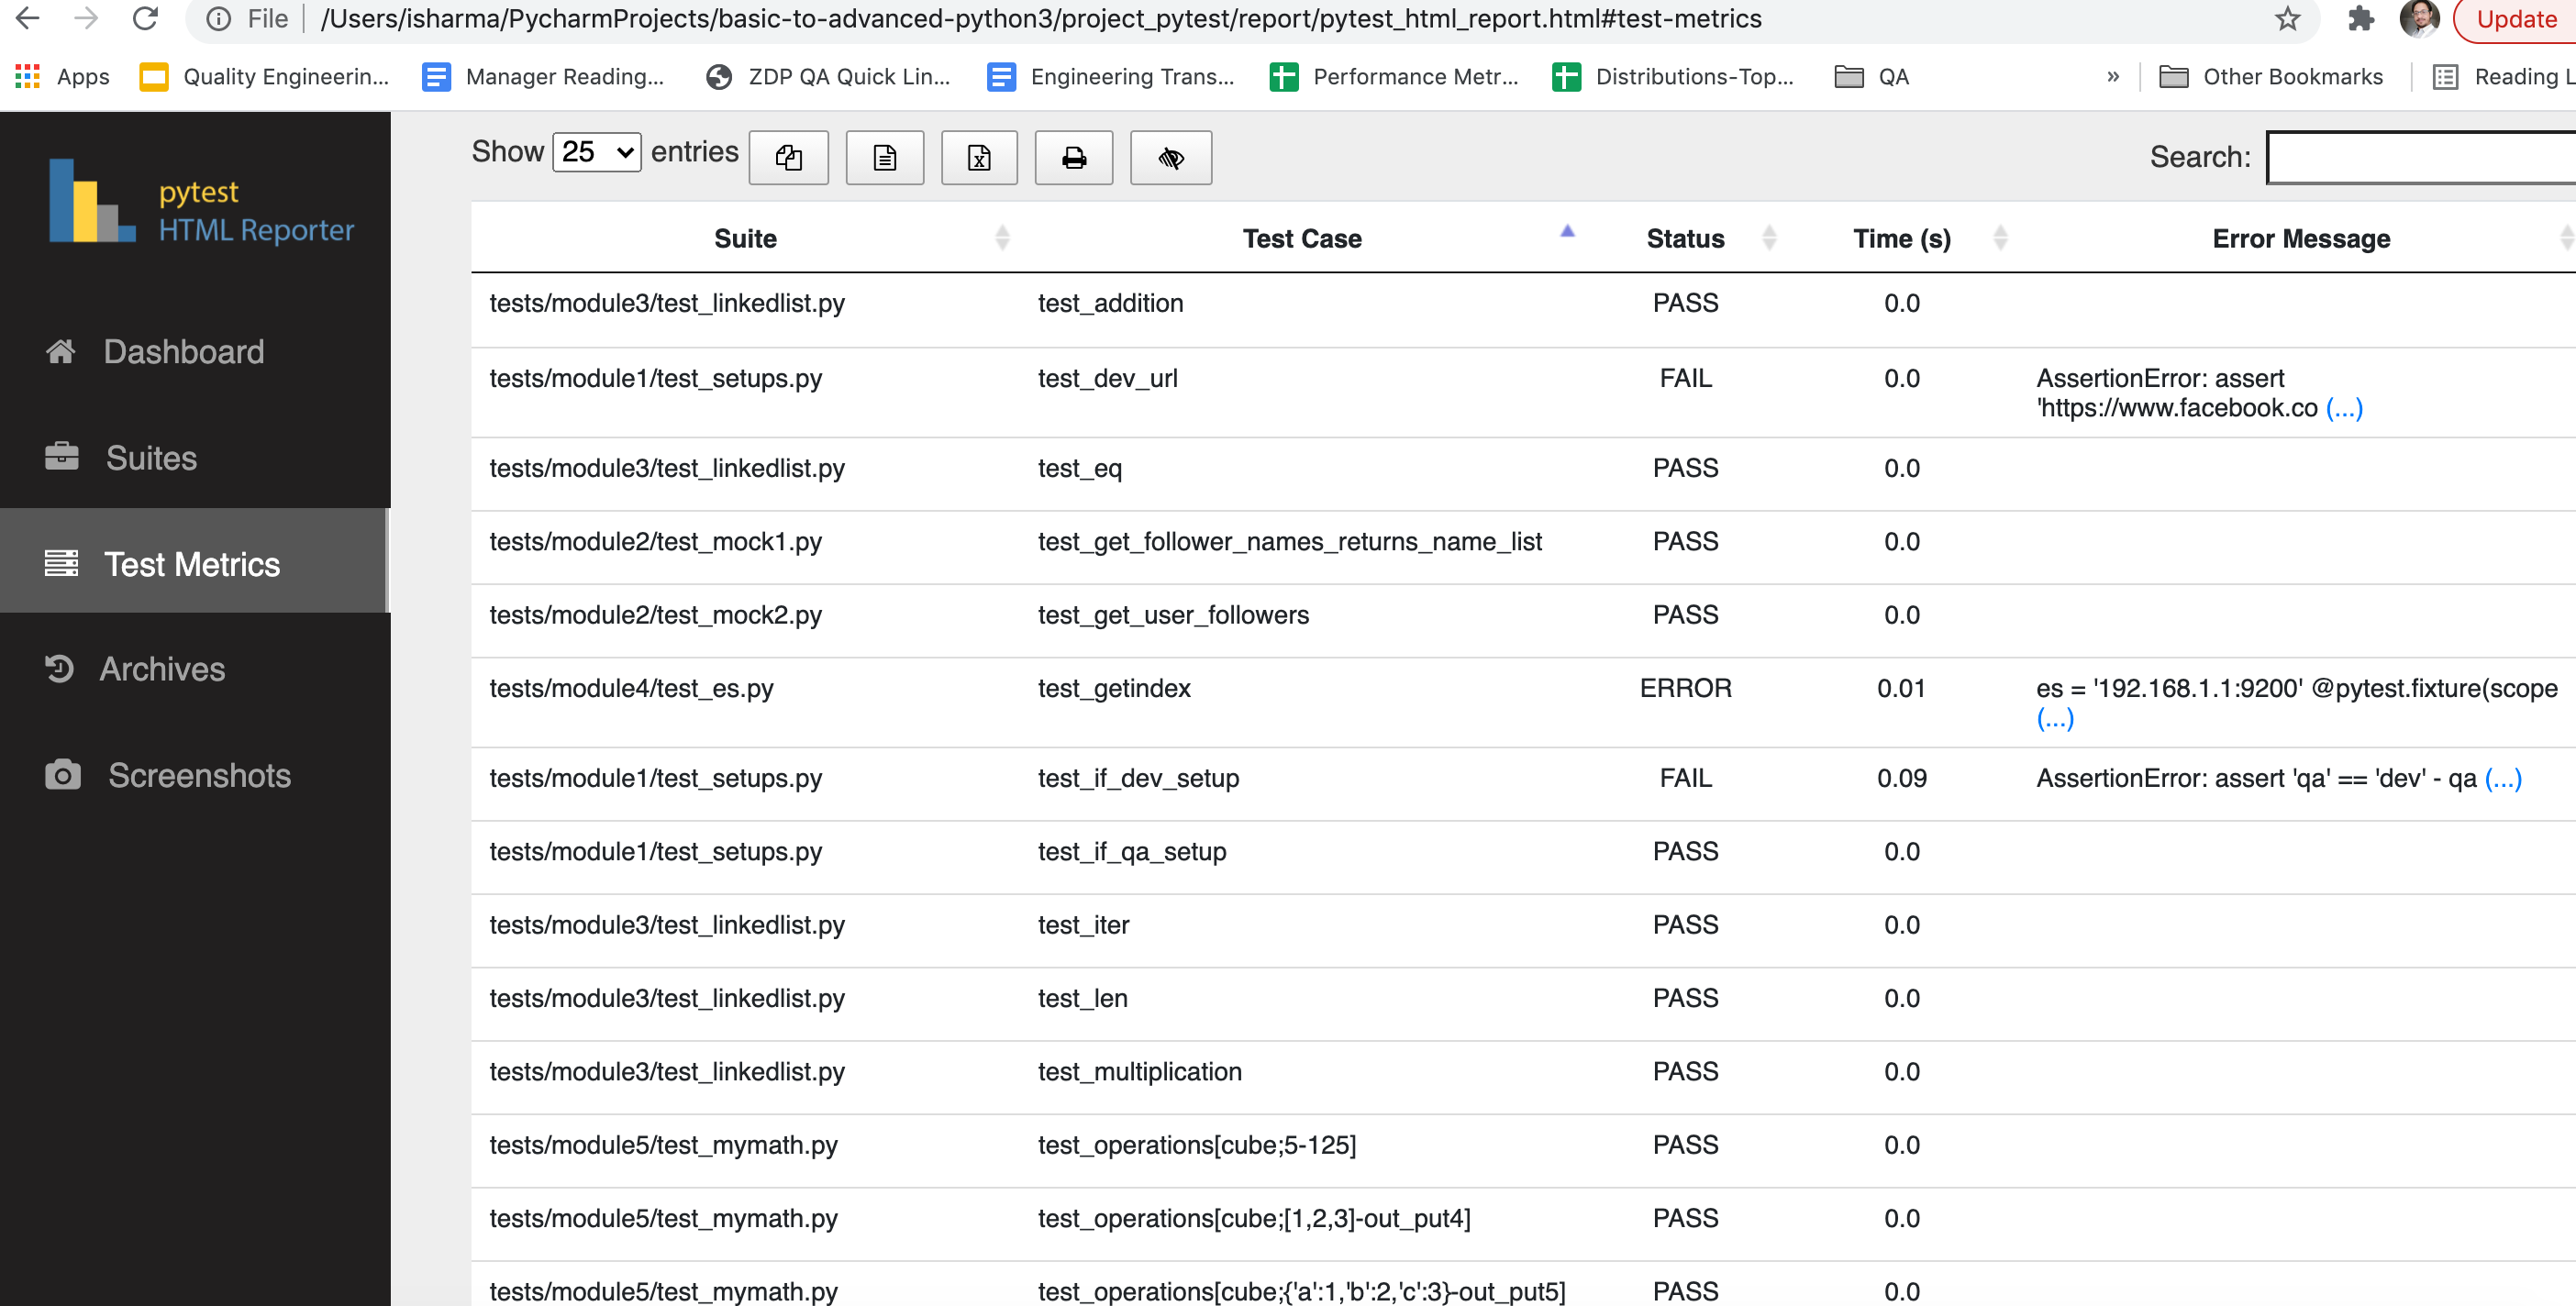 File /Users/isharma/PycharmProjects/basic-to-advanced-python3/project_pytest/report/pytest_html_report.html#test-metrics Update
Apps Quality Engineerin... Manager Reading... ZDP QA Quick Lin... Engineering Trans... Performance Metr... Distributions-Top... QA » Other Bookmarks Reading L
pytest
HTML Reporter
Dashboard
Suites
Test Metrics
Archives
Screenshots
Show 25 entries Search:
Suite Test Case Status Time (s) Error Message
tests/module3/test_linkedlist.py test_addition PASS 0.0
tests/module1/test_setups.py test_dev_url FAIL 0.0 AssertionError: assert
'https://www.facebook.co (...)
tests/module3/test_linkedlist.py test_eq PASS 0.0
tests/module2/test_mock1.py test_get_follower_names_returns_name_list PASS 0.0
tests/module2/test_mock2.py test_get_user_followers PASS 0.0
tests/module4/test_es.py test_getindex ERROR 0.01 es = '192.168.1.1:9200' @pytest.fixture(scope
(...)
tests/module1/test_setups.py test_if_dev_setup FAIL 0.09 AssertionError: assert 'qa' == 'dev' - qa (...)
tests/module1/test_setups.py test_if_qa_setup PASS 0.0
tests/module3/test_linkedlist.py test_iter PASS 0.0
tests/module3/test_linkedlist.py test_len PASS 0.0
tests/module3/test_linkedlist.py test_multiplication PASS 0.0
tests/module5/test_mymath.py test_operations[cube;5-125] PASS 0.0
tests/module5/test_mymath.py test_operations[cube;[1,2,3]-out_put4] PASS 0.0
tests/module5/test_mymath.py test_operations[cube;{'a':1,'b':2,'c':3}-out_put5] PASS 0.0